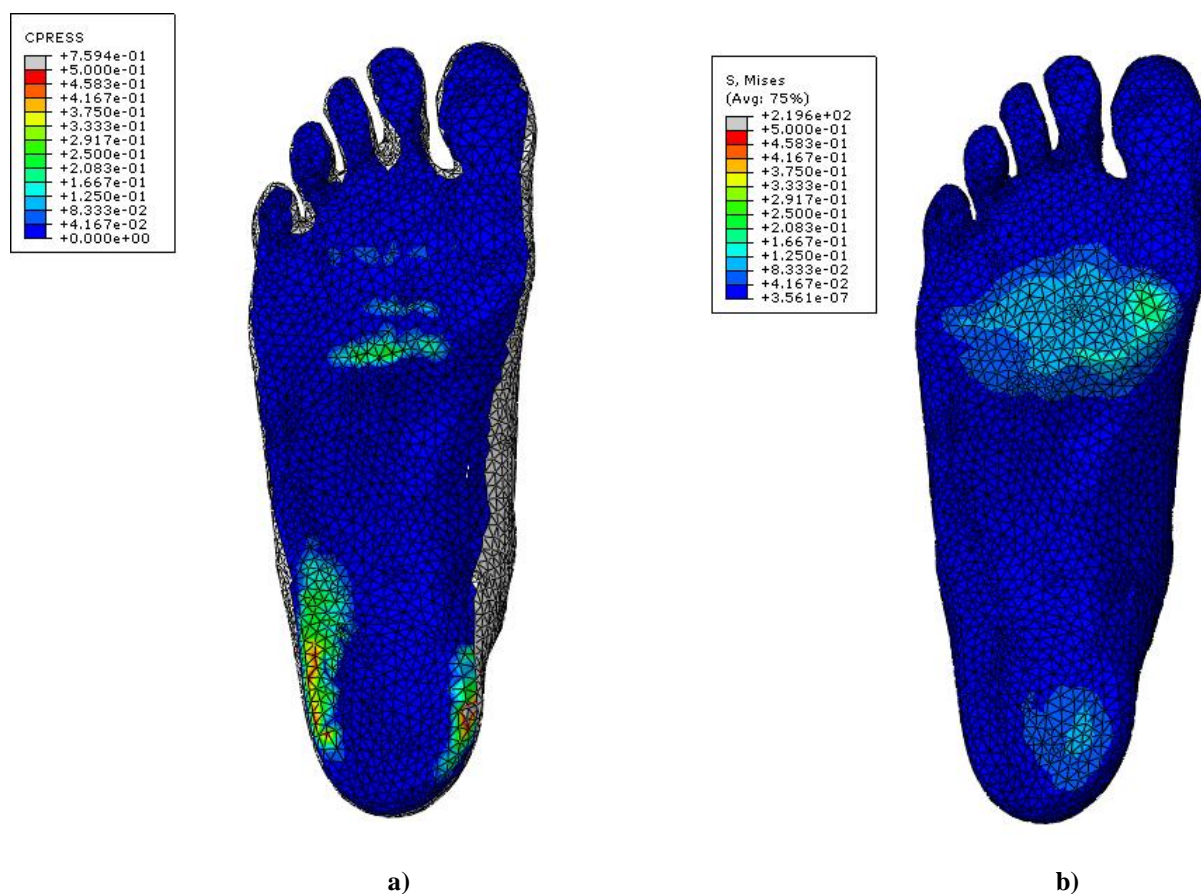 CPRESS
+7.594e-01
+5.000e-01
+4.583e-01
+4.167e-01
+3.750e-01
+3.333e-01
+2.917e-01
+2.500e-01
+2.083e-01
+1.667e-01
+1.250e-01
+8.333e-02
+4.167e-02
+0.000e+00
S, Mises
(Avg: 75%)
+2.196e+02
+5.000e-01
+4.583e-01
+4.167e-01
+3.750e-01
+3.333e-01
+2.917e-01
+2.500e-01
+2.083e-01
+1.667e-01
+1.250e-01
+8.333e-02
+4.167e-02
+3.561e-07
a)
b)